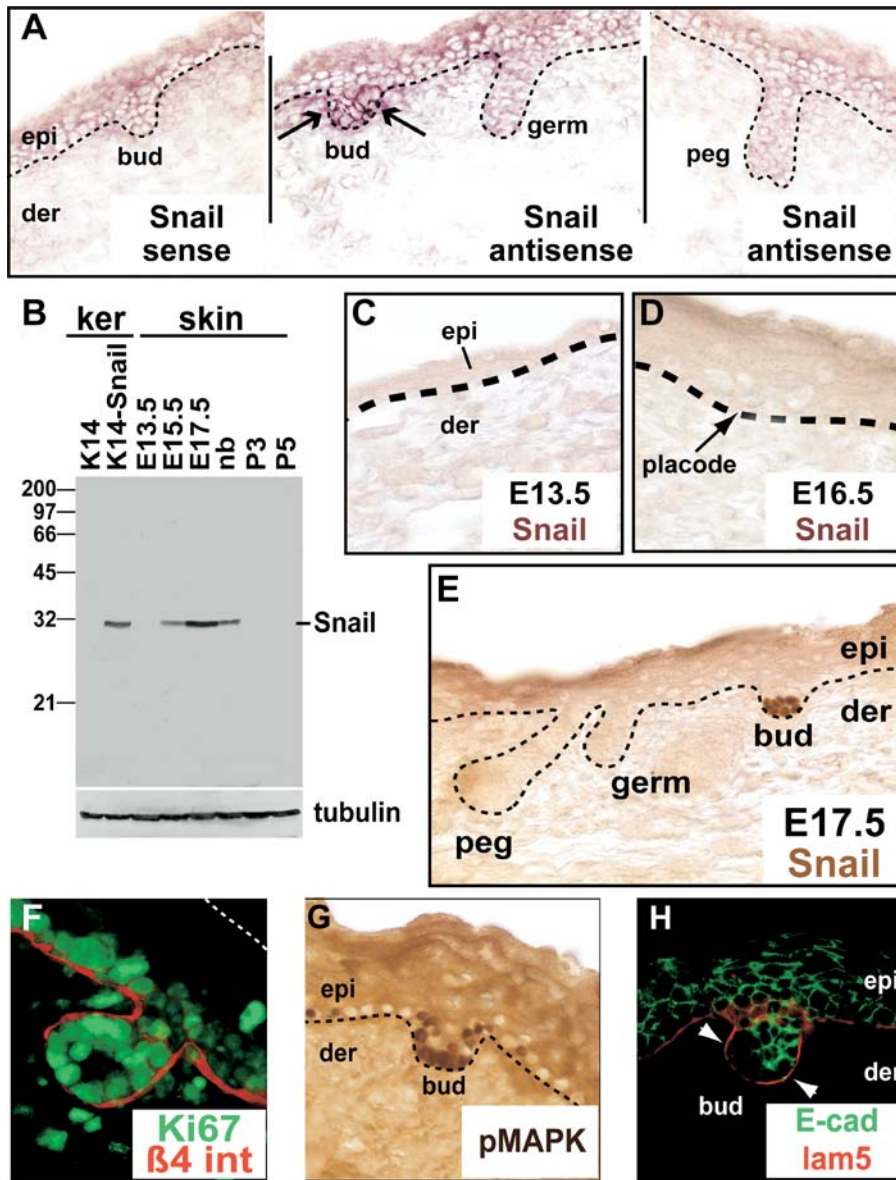 A
epi
bud
der
Snail
sense
bud
germ
Snail
antisense
peg
Snail
antisense
B
ker
skin
K14
K14-Snail
E13.5
E15.5
E17.5
nb
P3
P5
200
97
66
45
32
21
Snail
tubulin
C
epi
der
E13.5
Snail
D
placode
E16.5
Snail
E
epi
der
bud
germ
peg
E17.5
Snail
F
Ki67
ß4 int
G
epi
der
bud
pMAPK
H
epi
der
bud
E-cad
lam5